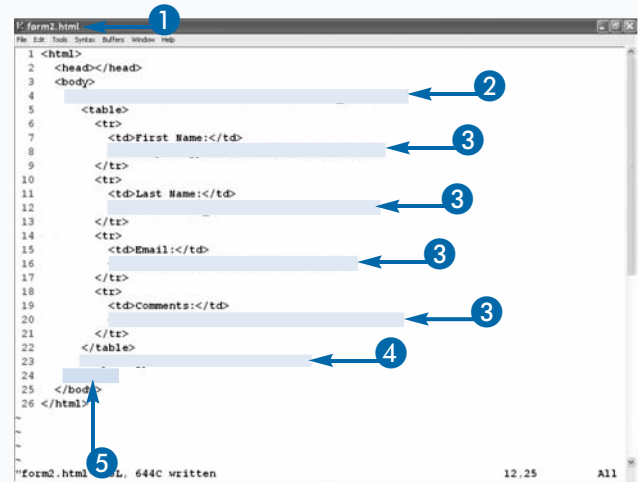 form2.html
1
File Edit Tools Syntax Buffers Window Help
1 <html>
2 <head></head>
3 <body>
4
2
5 <table>
6 <tr>
7 <td>First Name:</td>
8
3
9 </tr>
10 <tr>
11 <td>Last Name:</td>
12
3
13 </tr>
14 <tr>
15 <td>Email:</td>
16
3
17 </tr>
18 <tr>
19 <td>Comments:</td>
20
3
21 </tr>
22 </table>
23
4
24
25 </body>
26 </html>
~
~
~
5
~
"form2.html" L, 644C written 12,25 All